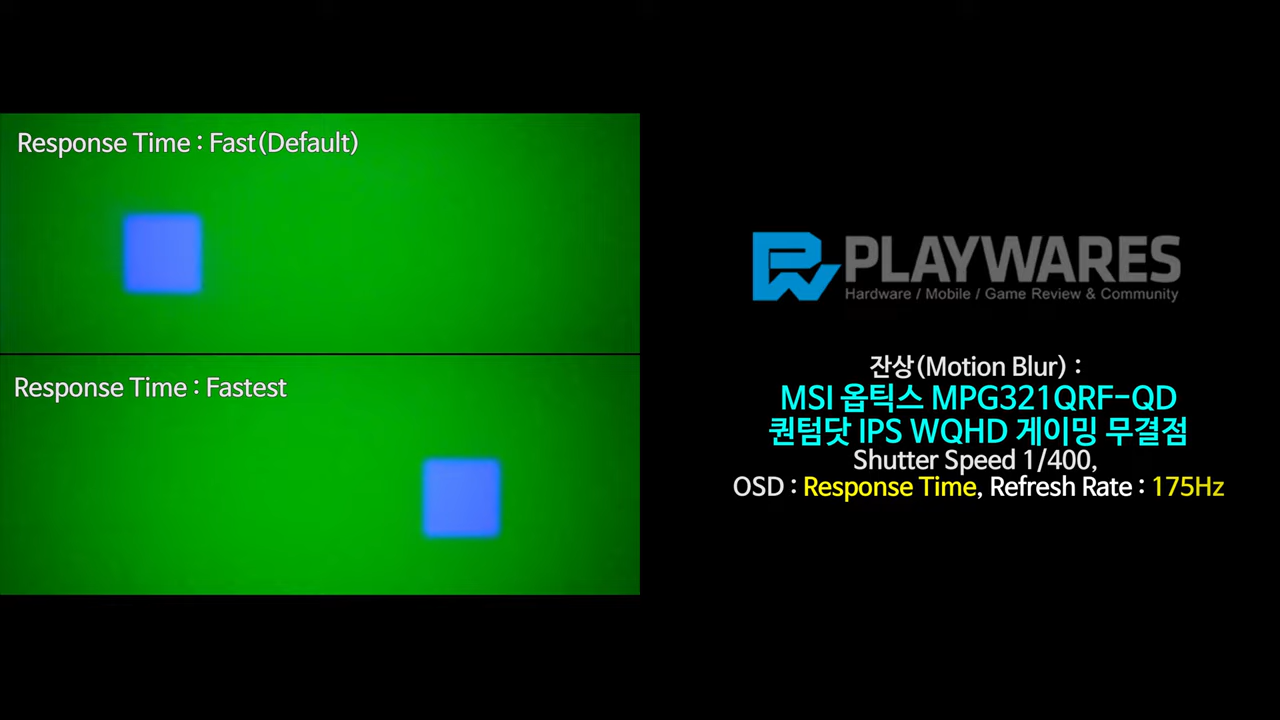 Response Time : Fast(Default)
Response Time : Fastest
PLAYWARES
Hardware / Mobile / Game Review & Community
잔상(Motion Blur) :
MSI 옵틱스 MPG321QRF-QD
퀀텀닷 IPS WQHD 게이밍 무결점
Shutter Speed 1/400,
OSD : Response Time, Refresh Rate : 175Hz